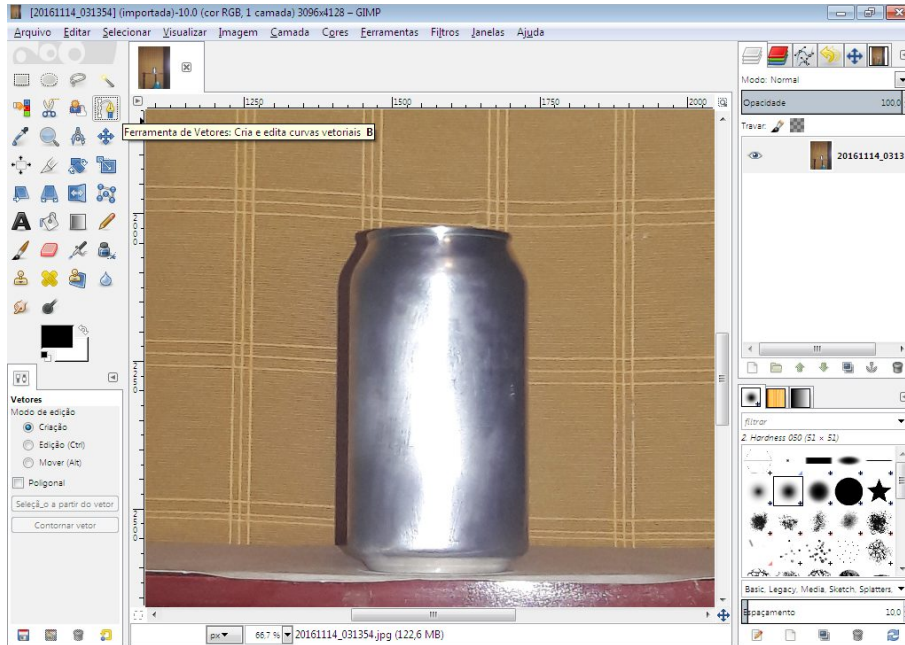 [20161114_031354] (importada)-10.0 (cor RGB, 1 camada) 3096x4128 – GIMP
Arquivo Editar Selecionar Visualizar Imagem Camada Cores Ferramentas Filtros Janelas Ajuda
Modo: Normal
1250 1500 1750 2000
Opacidade 100,0
Ferramenta de Vetores: Cria e edita curvas vetoriais B
Travar:
20161114_0313
2000
2250
Vetores
Modo de edição
Criação
filtrar
Edição (Ctrl)
2. Hardness 050 (51 × 51)
Mover (Alt)
Poligonal
Seleçã_o a partir do vetor
2500
Contornar vetor
Basic, Legacy, Media, Sketch, Splatters,
Espaçamento 10,0
px 66,7 % 20161114_031354.jpg (122,6 MB)